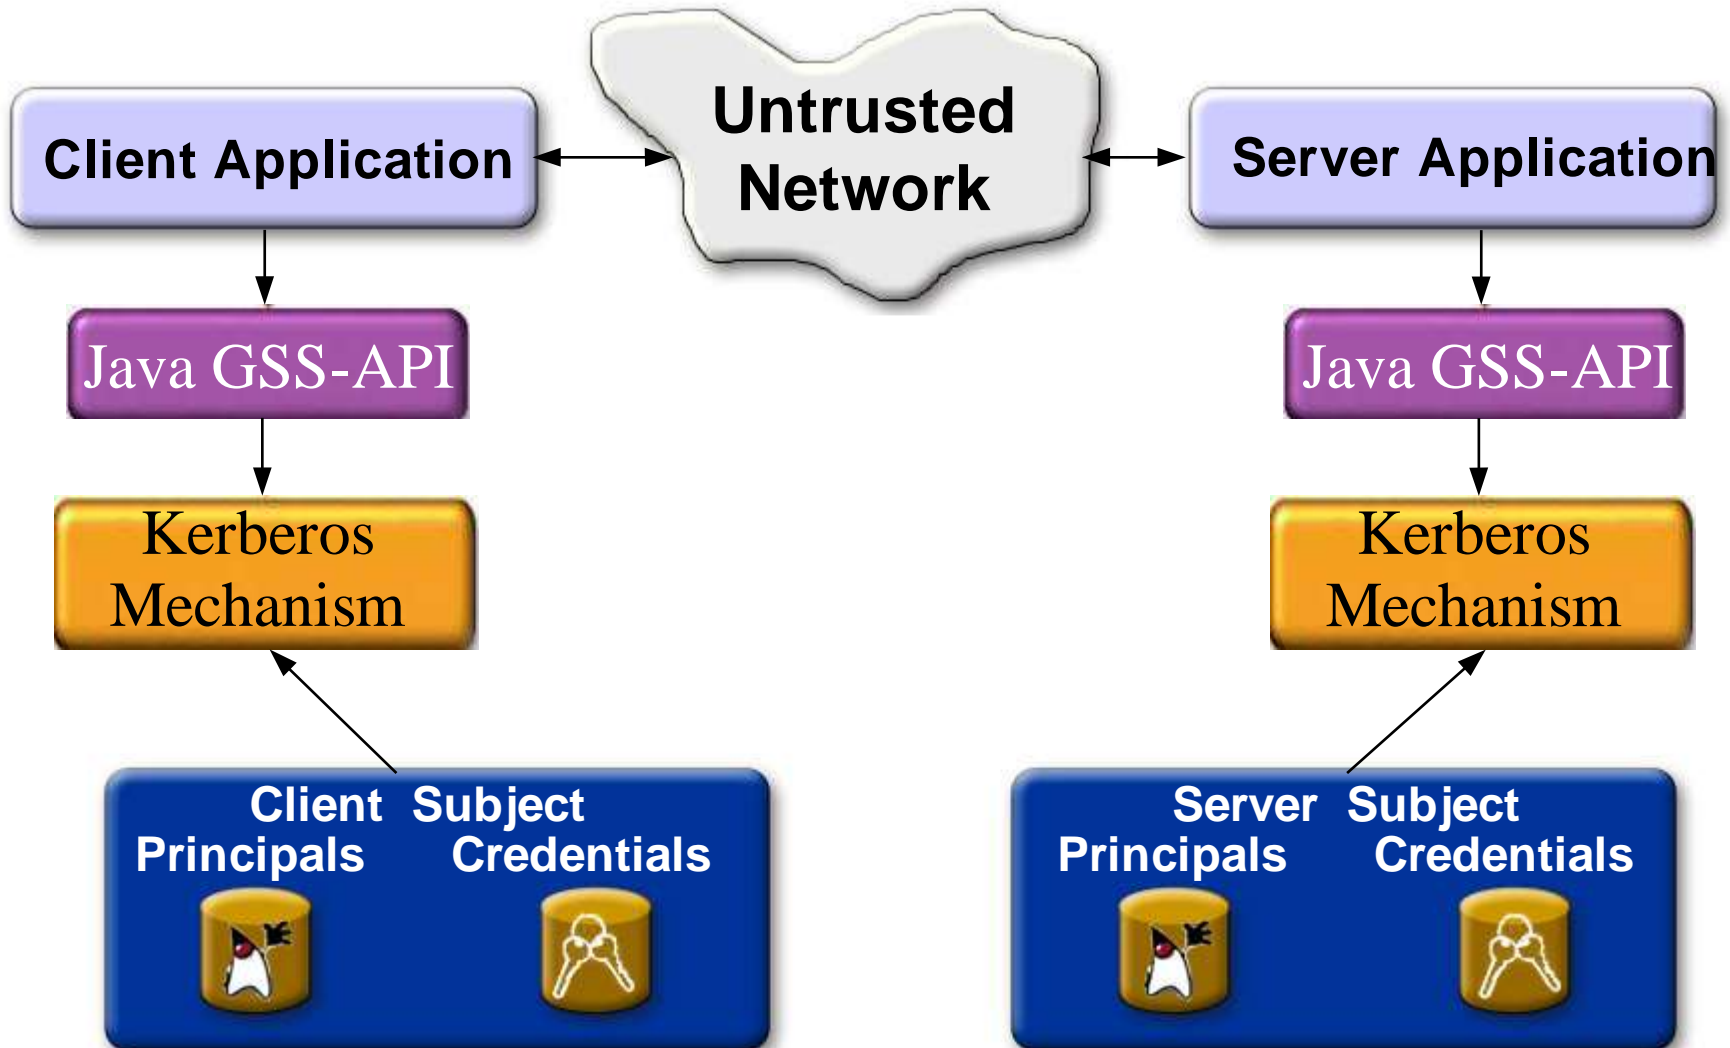 Untrusted
Network
Client Application
Server Application
Java GSS-API
Java GSS-API
Kerberos
Mechanism
Kerberos
Mechanism
Client Subject
Principals Credentials
Server Subject
Principals Credentials